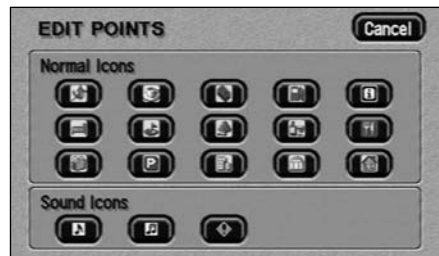 EDIT POINTS
Cancel
Normal Icons
P
Sound Icons